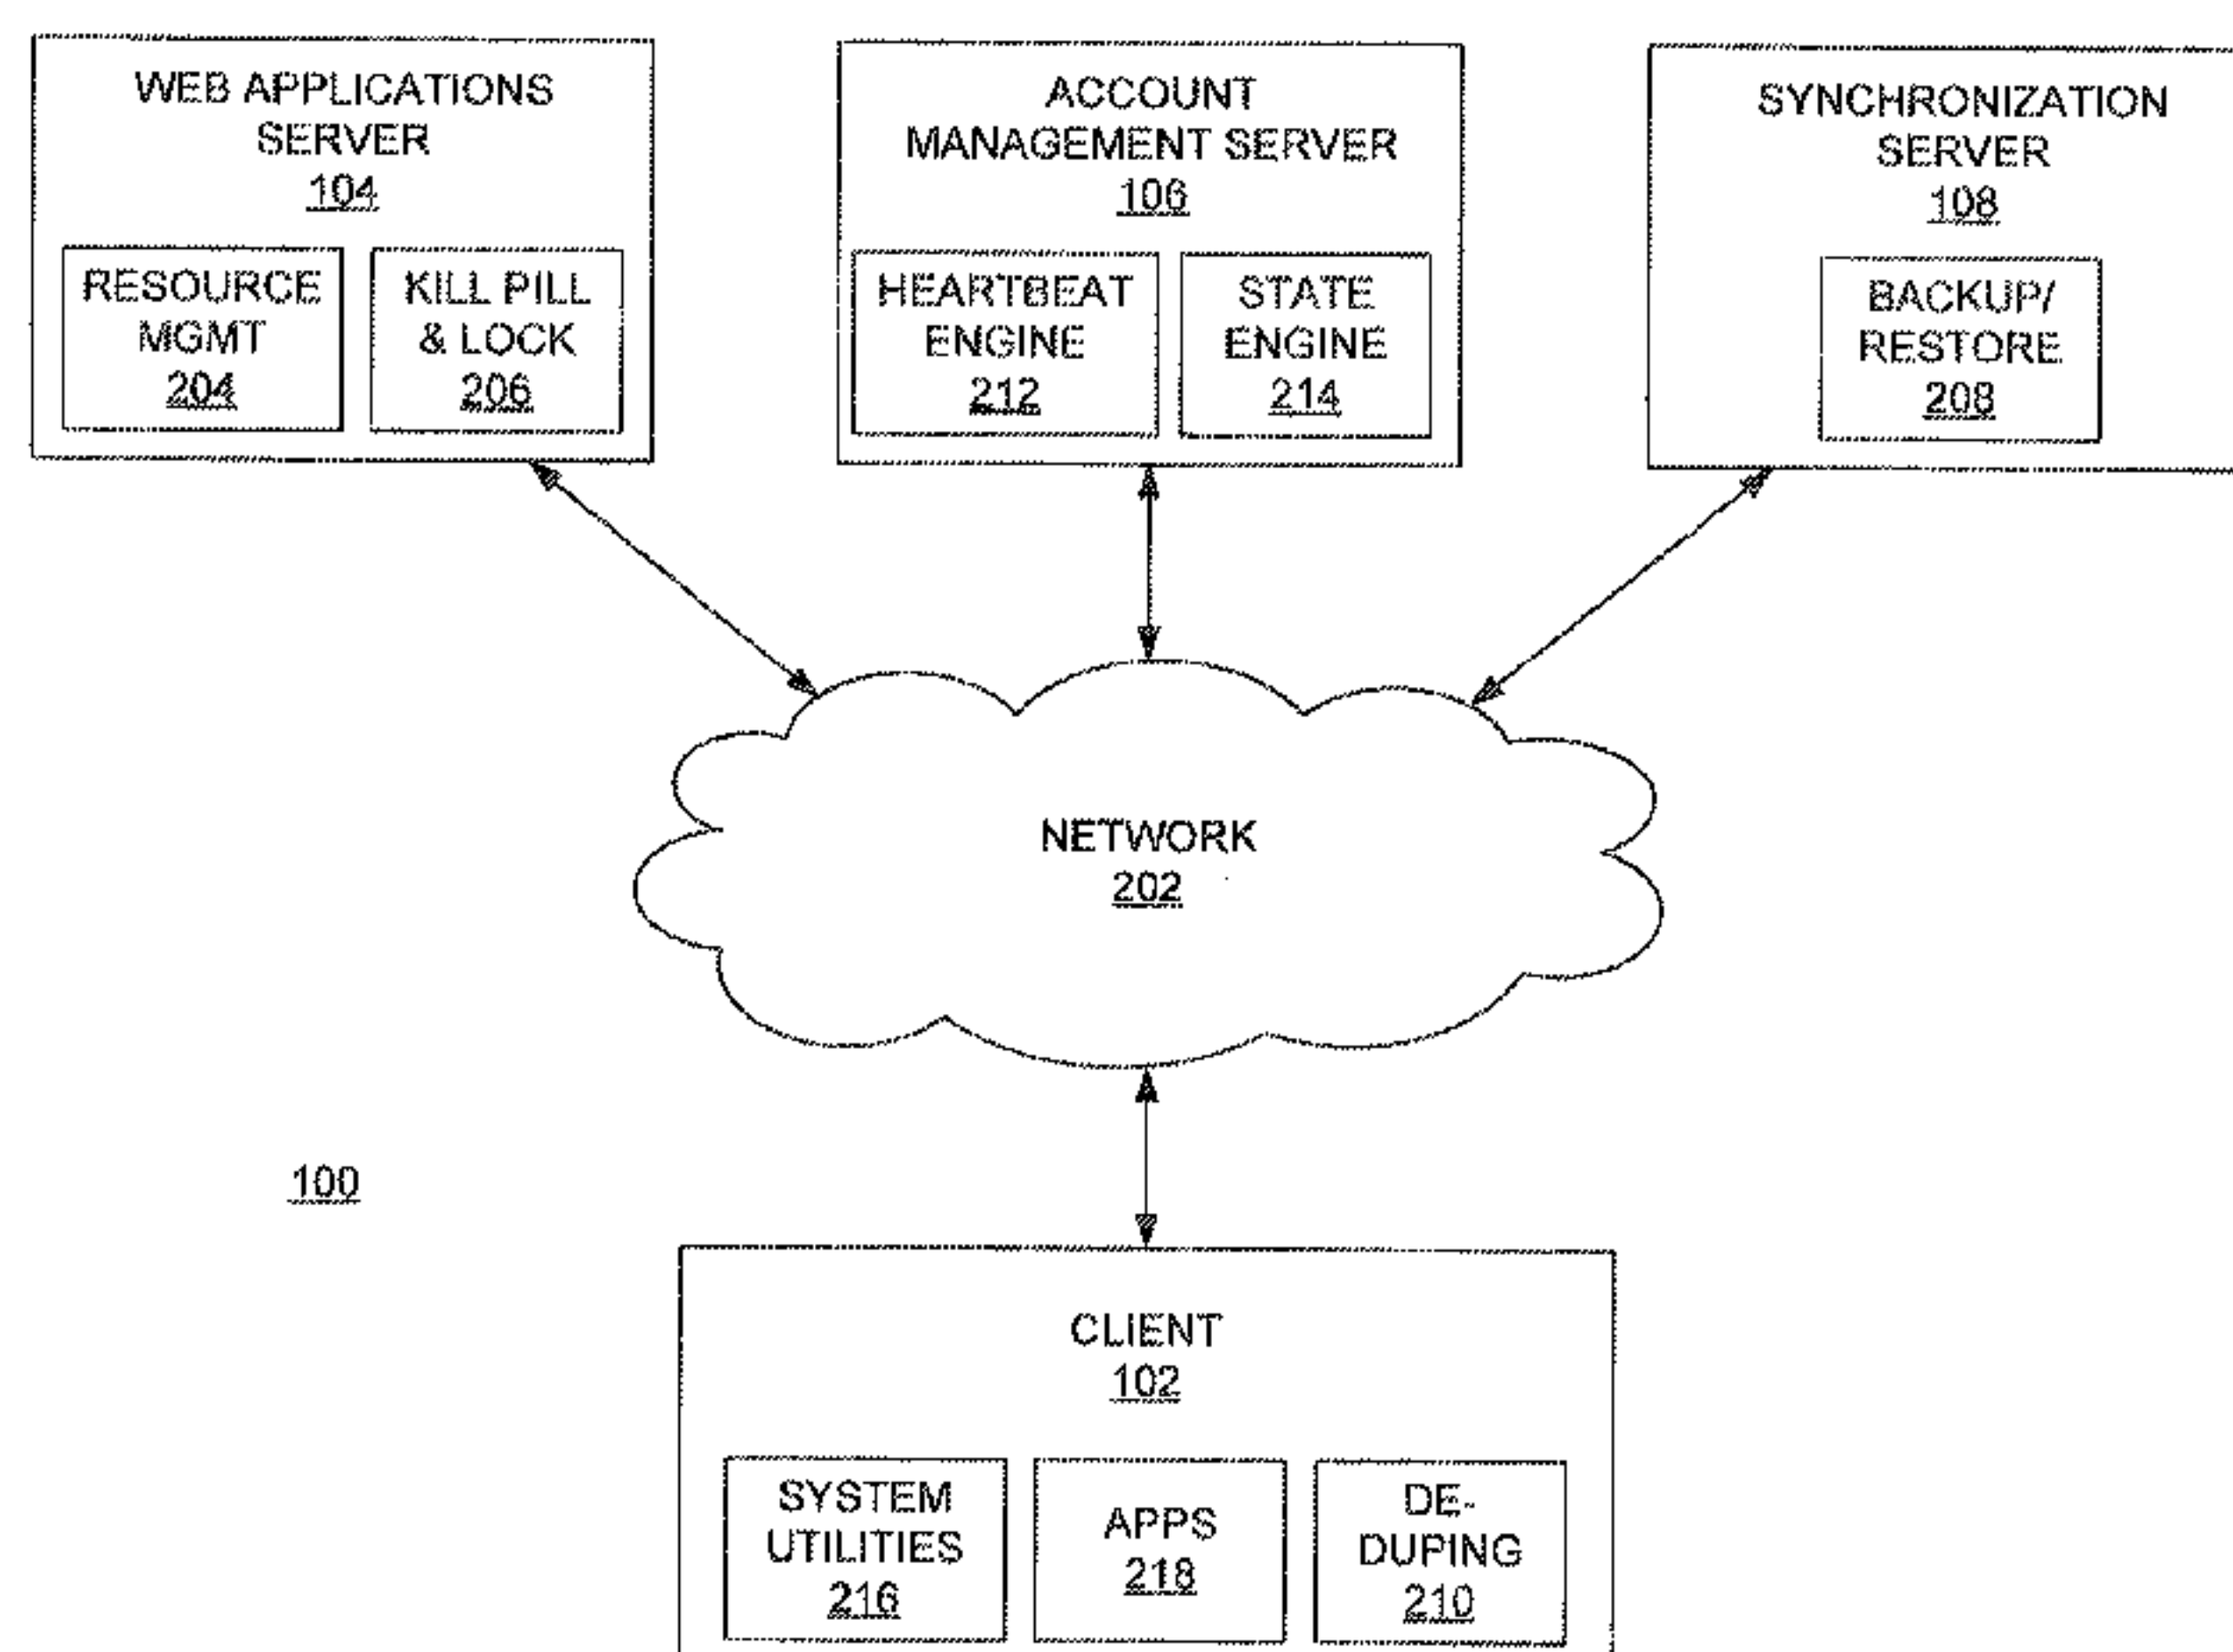 WEB APPLICATIONS
SERVER
104
RESOURCE
MGMT
204
KILL PILL
& LOCK
206
ACCOUNT
MANAGEMENT SERVER
106
HEARTBEAT
ENGINE
212
STATE
ENGINE
214
SYNCHRONIZATION
SERVER
108
BACKUP/
RESTORE
208
NETWORK
202
100
CLIENT
102
SYSTEM
UTILITIES
216
APPS
218
DE-
DUPING
210